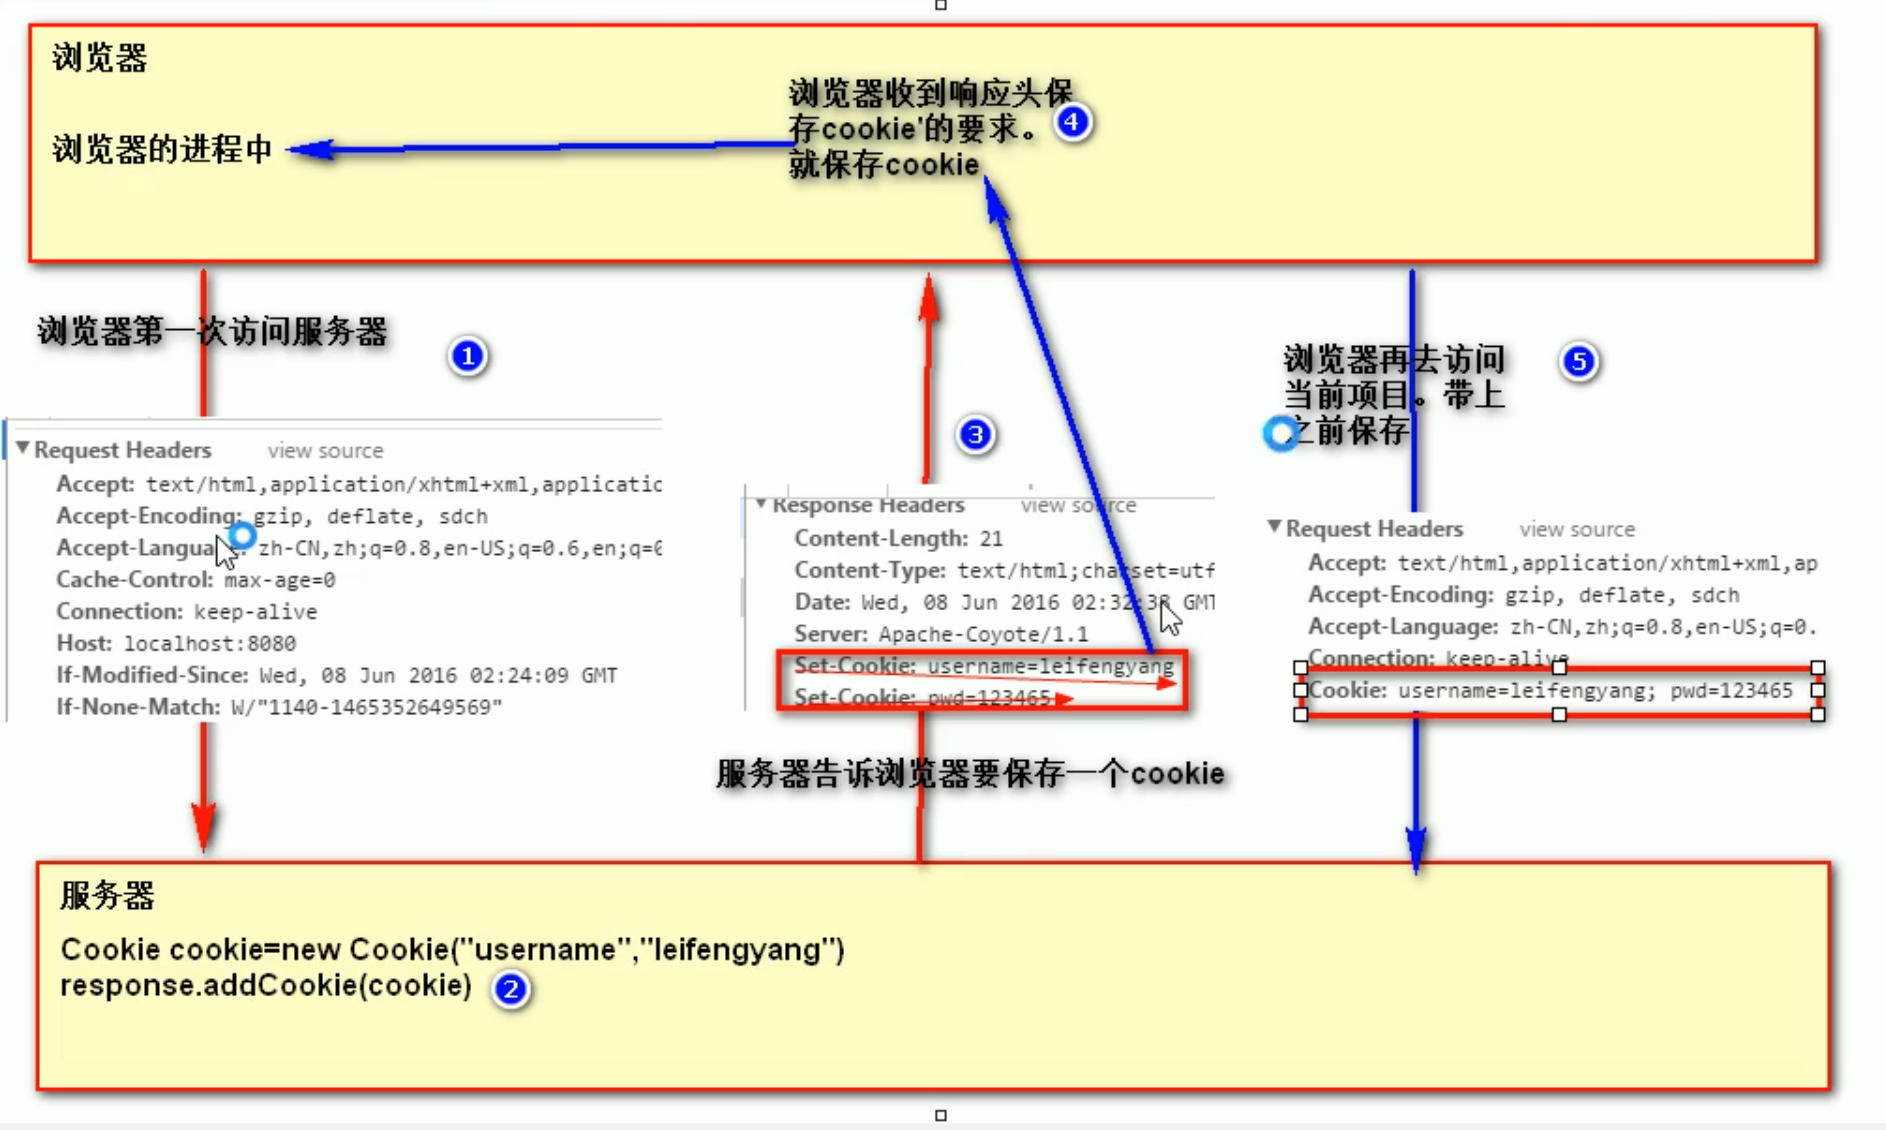 浏览器
浏览器的进程中
浏览器收到响应头保
存cookie'的要求。
就保存cookie
4
浏览器第一次访问服务器
1
Request Headers view source
Accept: text/html,application/xhtml+xml,applicatio
Accept-Encoding: gzip, deflate, sdch
Accept-Language: zh-CN,zh;q=0.8,en-US;q=0.6,en;q=0
Cache-Control: max-age=0
Connection: keep-alive
Host: localhost:8080
If-Modified-Since: Wed, 08 Jun 2016 02:24:09 GMT
If-None-Match: W/"1140-1465352649569"
3
Response Headers view source
Content-Length: 21
Content-Type: text/html;charset=utf
Date: Wed, 08 Jun 2016 02:32:38 GMT
Server: Apache-Coyote/1.1
Set-Cookie: username=leifengyang
Set-Cookie: pwd=123465
服务器告诉浏览器要保存一个cookie
浏览器再去访问
当前项目。带上
之前保存
5
Request Headers view source
Accept: text/html,application/xhtml+xml,ap
Accept-Encoding: gzip, deflate, sdch
Accept-Language: zh-CN,zh;q=0.8,en-US;q=0.
Connection: keep-alive
Cookie: username=leifengyang; pwd=123465
服务器
Cookie cookie=new Cookie("username","leifengyang")
response.addCookie(cookie)
2